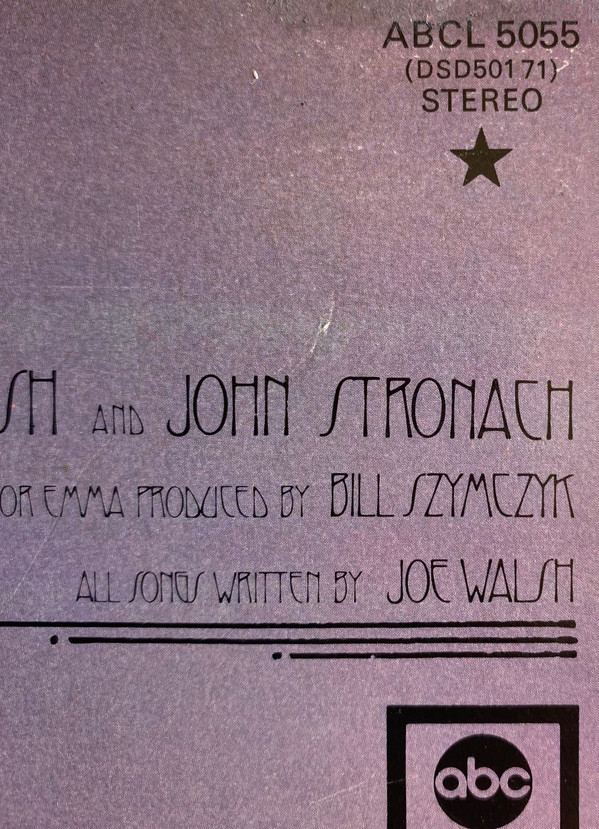 ABCL 5055
(DSD50171)
STEREO
SH AND JOHN STRONACH
OR EMMA PRODUCED BY BILL SZYMCZYK
ALL SONGS WRITTEN BY JOE WALSH
abc